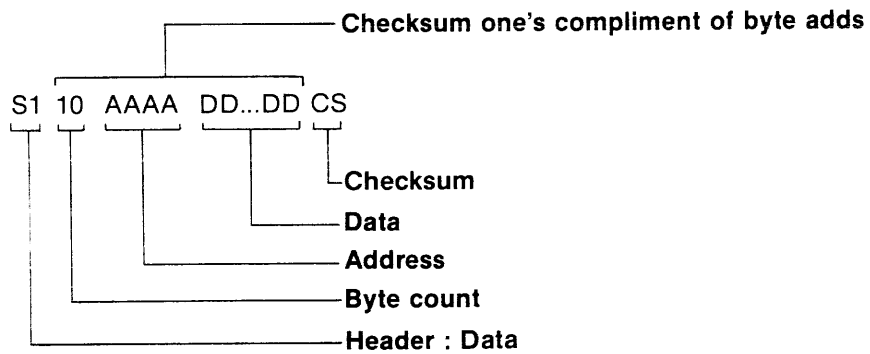 Checksum one's compliment of byte adds
S1 10 AAAA DD...DD CS
Checksum
Data
Address
Byte count
Header : Data